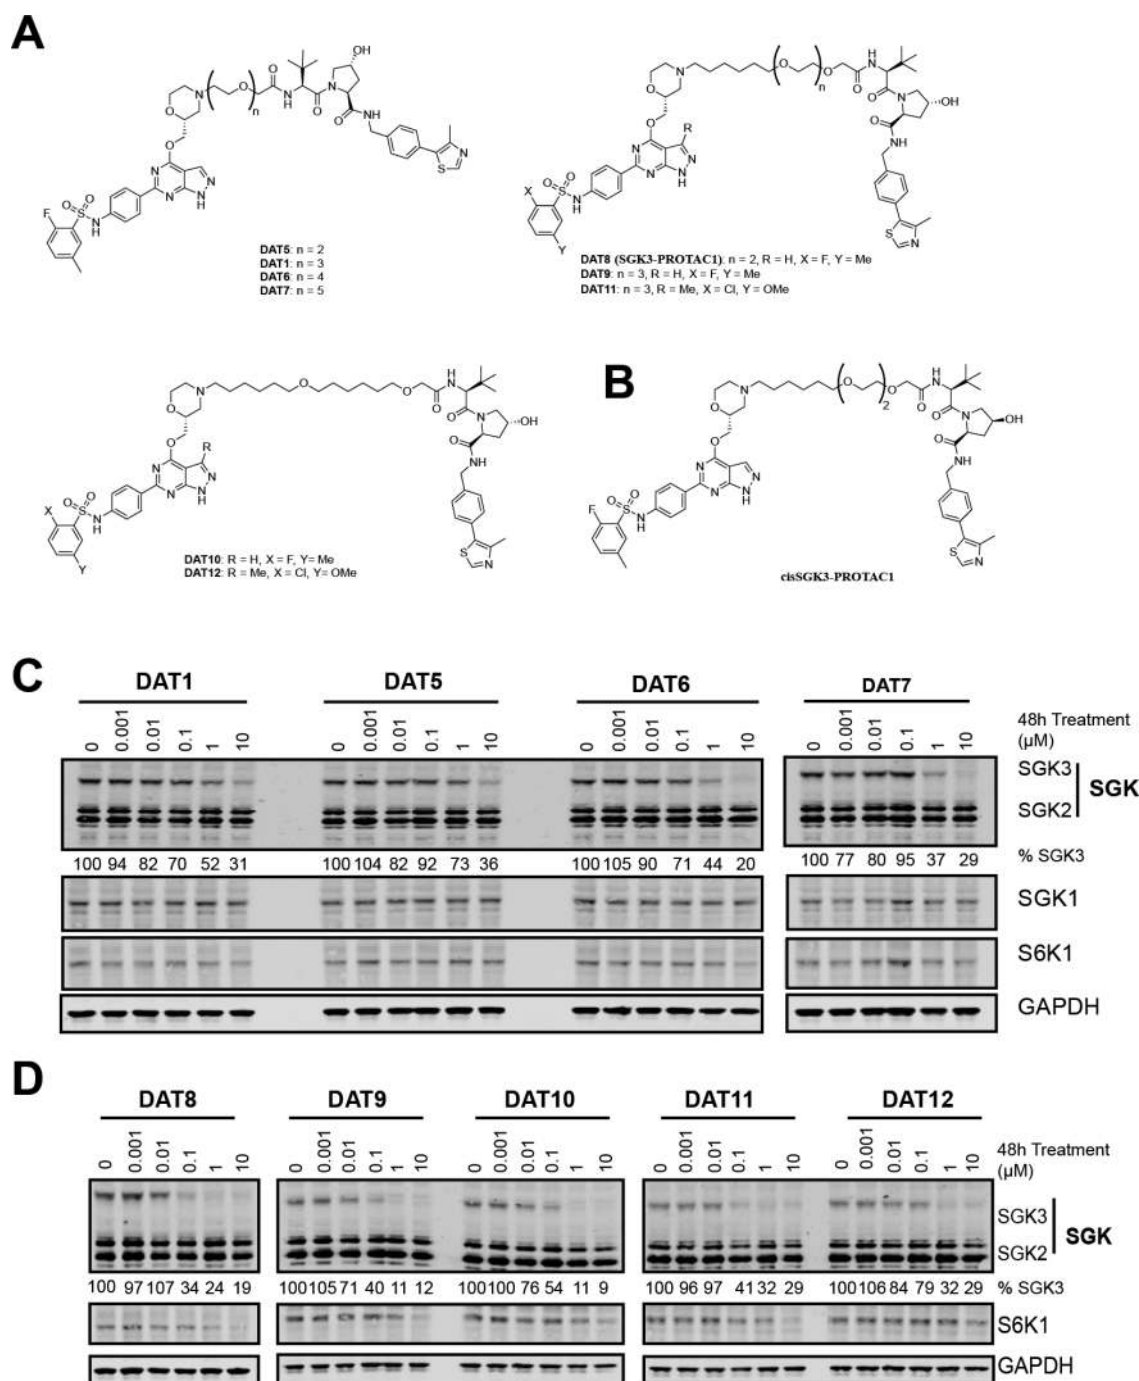 A
DAT5: n = 2
DAT1: n = 3
DAT6: n = 4
DAT7: n = 5
DAT8 (SGK3-PROTAC1): n = 2, R = H, X = F, Y = Me
DAT9: n = 3, R = H, X = F, Y = Me
DAT11: n = 3, R = Me, X = Cl, Y = OMe
DAT10: R = H, X = F, Y= Me
DAT12: R = Me, X = Cl, Y= OMe
B
cisSGK3-PROTAC1
C
DAT1 DAT5 DAT6 DAT7
0 0.001 0.01 0.1 1 10 0 0.001 0.01 0.1 1 10 0 0.001 0.01 0.1 1 10 0 0.001 0.01 0.1 1 10
48h Treatment
(µM)
SGK3
SGK
SGK2
100 94 82 70 52 31 100 104 82 92 73 36 100 105 90 71 44 20 100 77 80 95 37 29 % SGK3
SGK1
S6K1
GAPDH
D
DAT8 DAT9 DAT10 DAT11 DAT12
0 0.001 0.01 0.1 1 10 0 0.001 0.01 0.1 1 10 0 0.001 0.01 0.1 1 10 0 0.001 0.01 0.1 1 10 0 0.001 0.01 0.1 1 10
48h Treatment
(µM)
SGK3
SGK
SGK2
100 97 107 34 24 19 100 105 71 40 11 12 100 100 76 54 11 9 100 96 97 41 32 29 100 106 84 79 32 29 % SGK3
S6K1
GAPDH